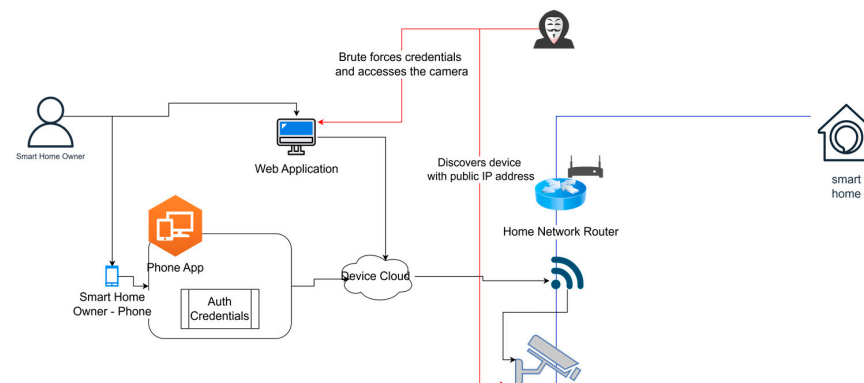 Brute forces credentials
and accesses the camera
Smart Home Owner
Web Application
Discovers device
with public IP address
smart
home
Home Network Router
Phone App
Device Cloud
Smart Home
Owner - Phone
Auth
Credentials